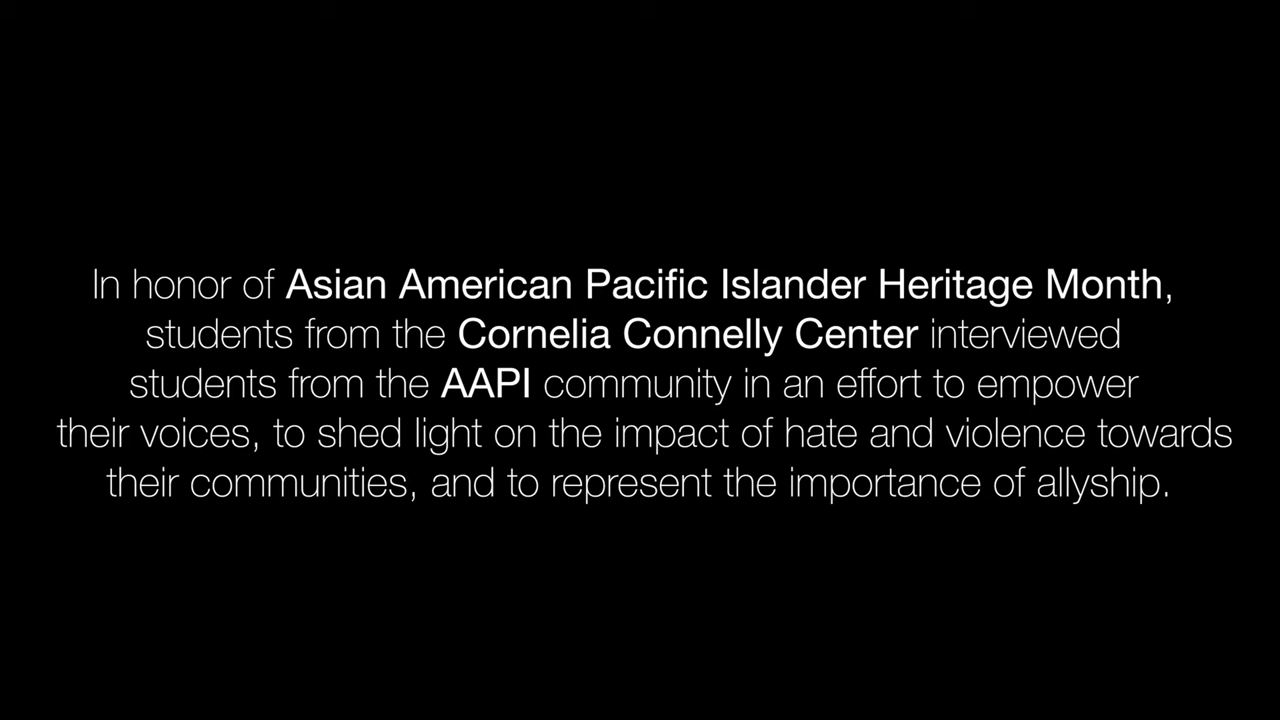 In honor of Asian American Pacific Islander Heritage Month,
students from the Cornelia Connelly Center interviewed
students from the AAPI community in an effort to empower
their voices, to shed light on the impact of hate and violence towards
their communities, and to represent the importance of allyship.